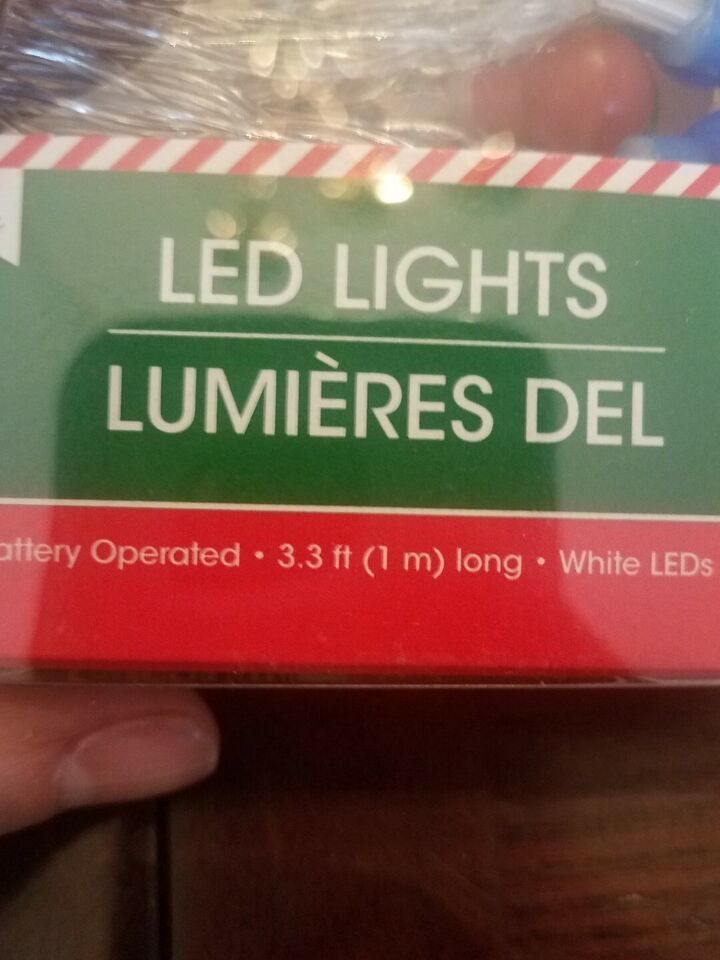 LED LIGHTS
LUMIÈRES DEL
attery Operated • 3.3 ft (1 m) long • White LEDs